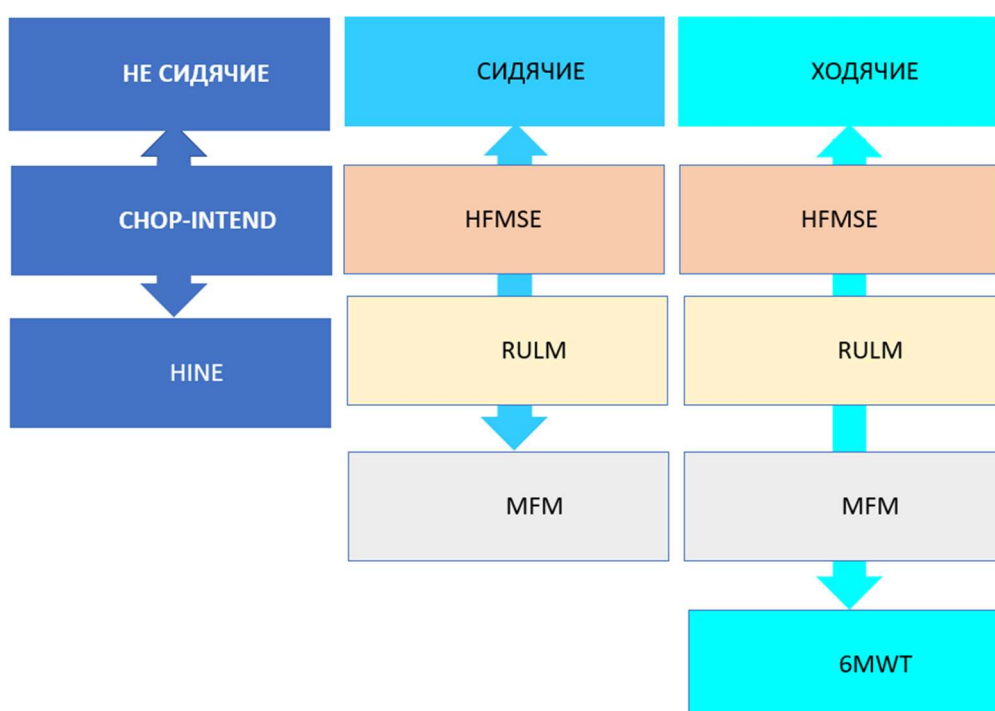 НЕ СИДЯЧИЕ
СИДЯЧИЕ
ХОДЯЧИЕ
CHOP-INTEND
HFMSE
HFMSE
HINE
RULM
RULM
MFM
MFM
6MWT